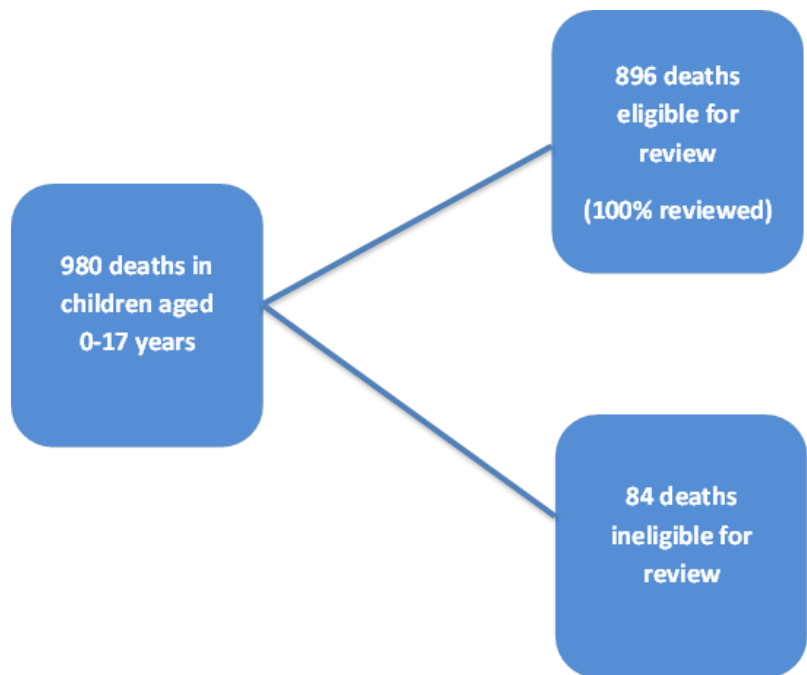 980 deaths in
children aged
0-17 years
896 deaths
eligible for
review
(100% reviewed)
84 deaths
ineligible for
review